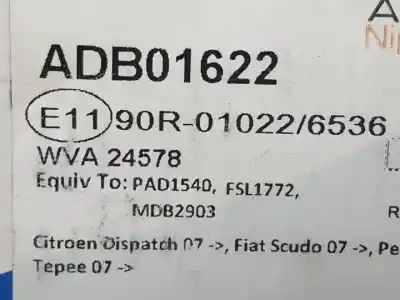 A
Nip
ADB01622
E11 90R-01022/6536
WVA 24578
Equiv To: PAD1540, FSL1772,
MDB2903
R
Citroen Dispatch 07 ->, Fiat Scudo 07 ->, Pe
Tepee 07 ->